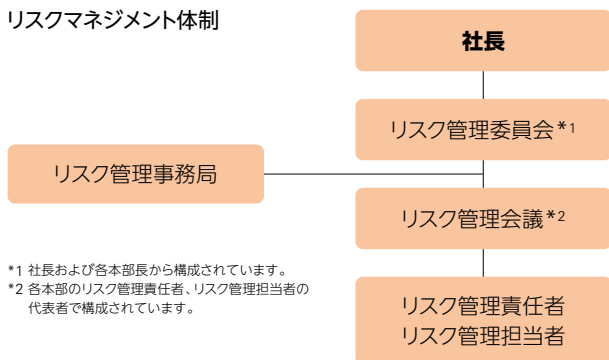 リスクマネジメント体制
社長
リスク管理委員会*1
リスク管理事務局
リスク管理会議*2
*1 社長および各本部長から構成されています。
*2 各本部のリスク管理責任者、リスク管理担当者の
代表者で構成されています。
リスク管理責任者
リスク管理担当者